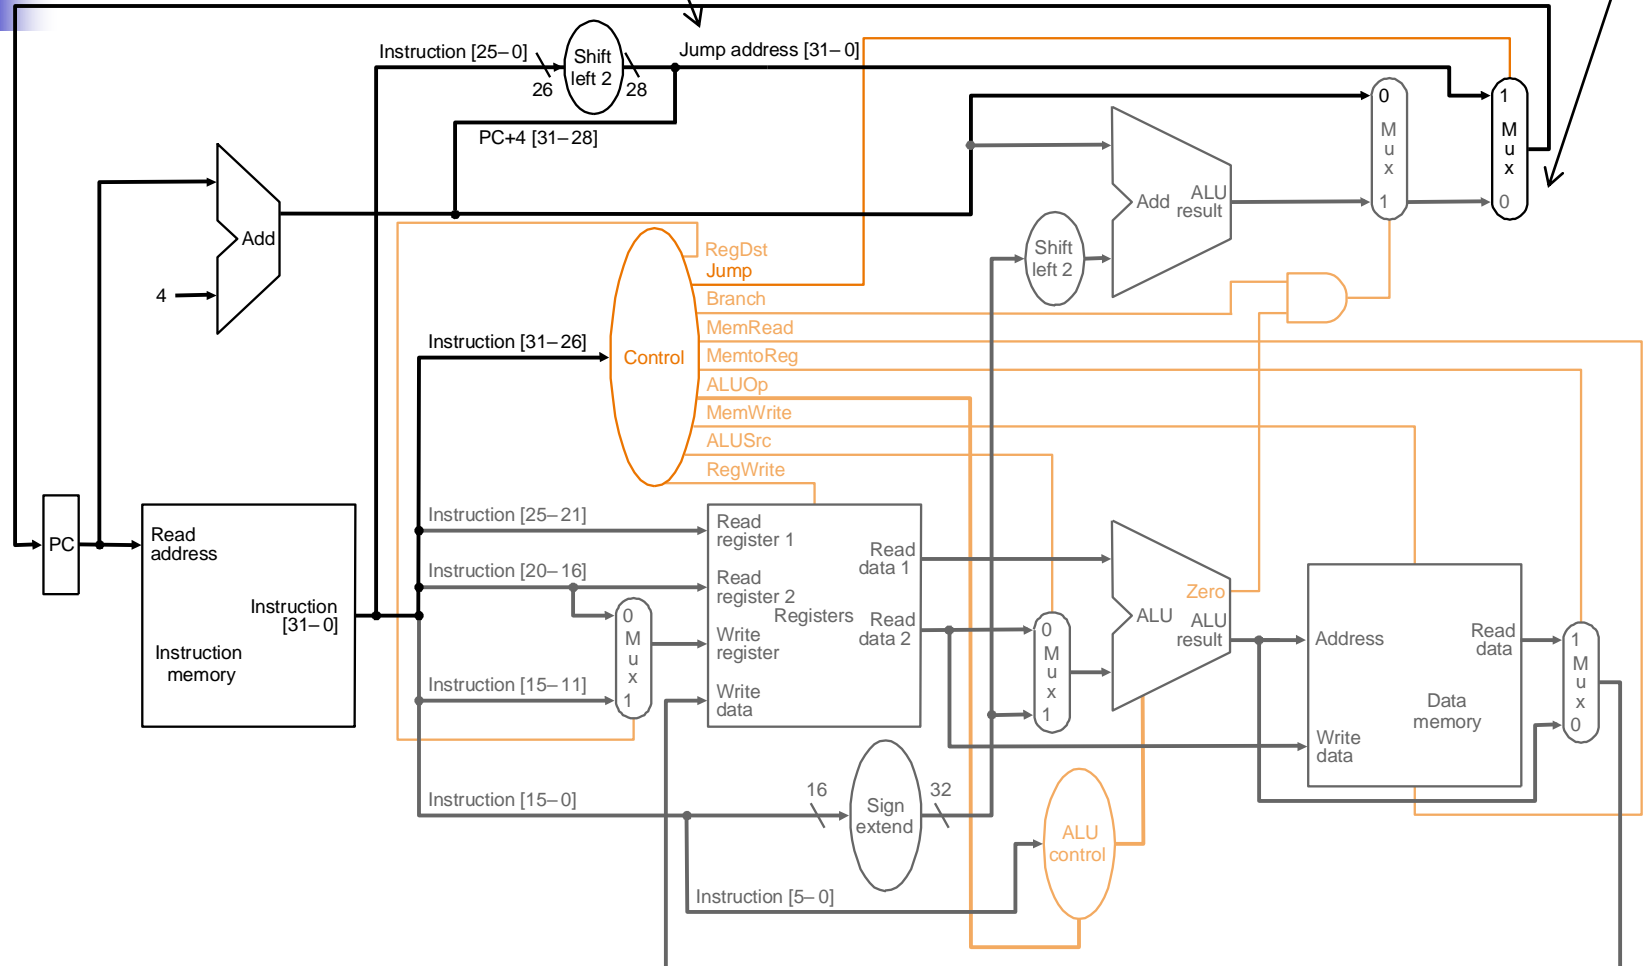 Instruction [25–0]
26
Shift
left 2
28
Jump address [31–0]
PC+4 [31–28]
0
M
u
x
1
1
M
u
x
0
Add
ALU
result
Add
4
Shift
left 2
RegDst
Jump
Branch
MemRead
MemtoReg
ALUOp
MemWrite
ALUSrc
RegWrite
Instruction [31–26]
Control
PC
Read
address
Instruction
[31–0]
Instruction
memory
Instruction [25–21]
Instruction [20–16]
Instruction [15–11]
0
M
u
x
1
Read
register 1
Read
register 2
Write
register
Write
data
Registers
Read
data 1
Read
data 2
0
M
u
x
1
Zero
ALU
ALU
result
Address
Write
data
Read
data
Data
memory
1
M
u
x
0
Instruction [15–0]
16
Sign
extend
32
ALU
control
Instruction [5–0]